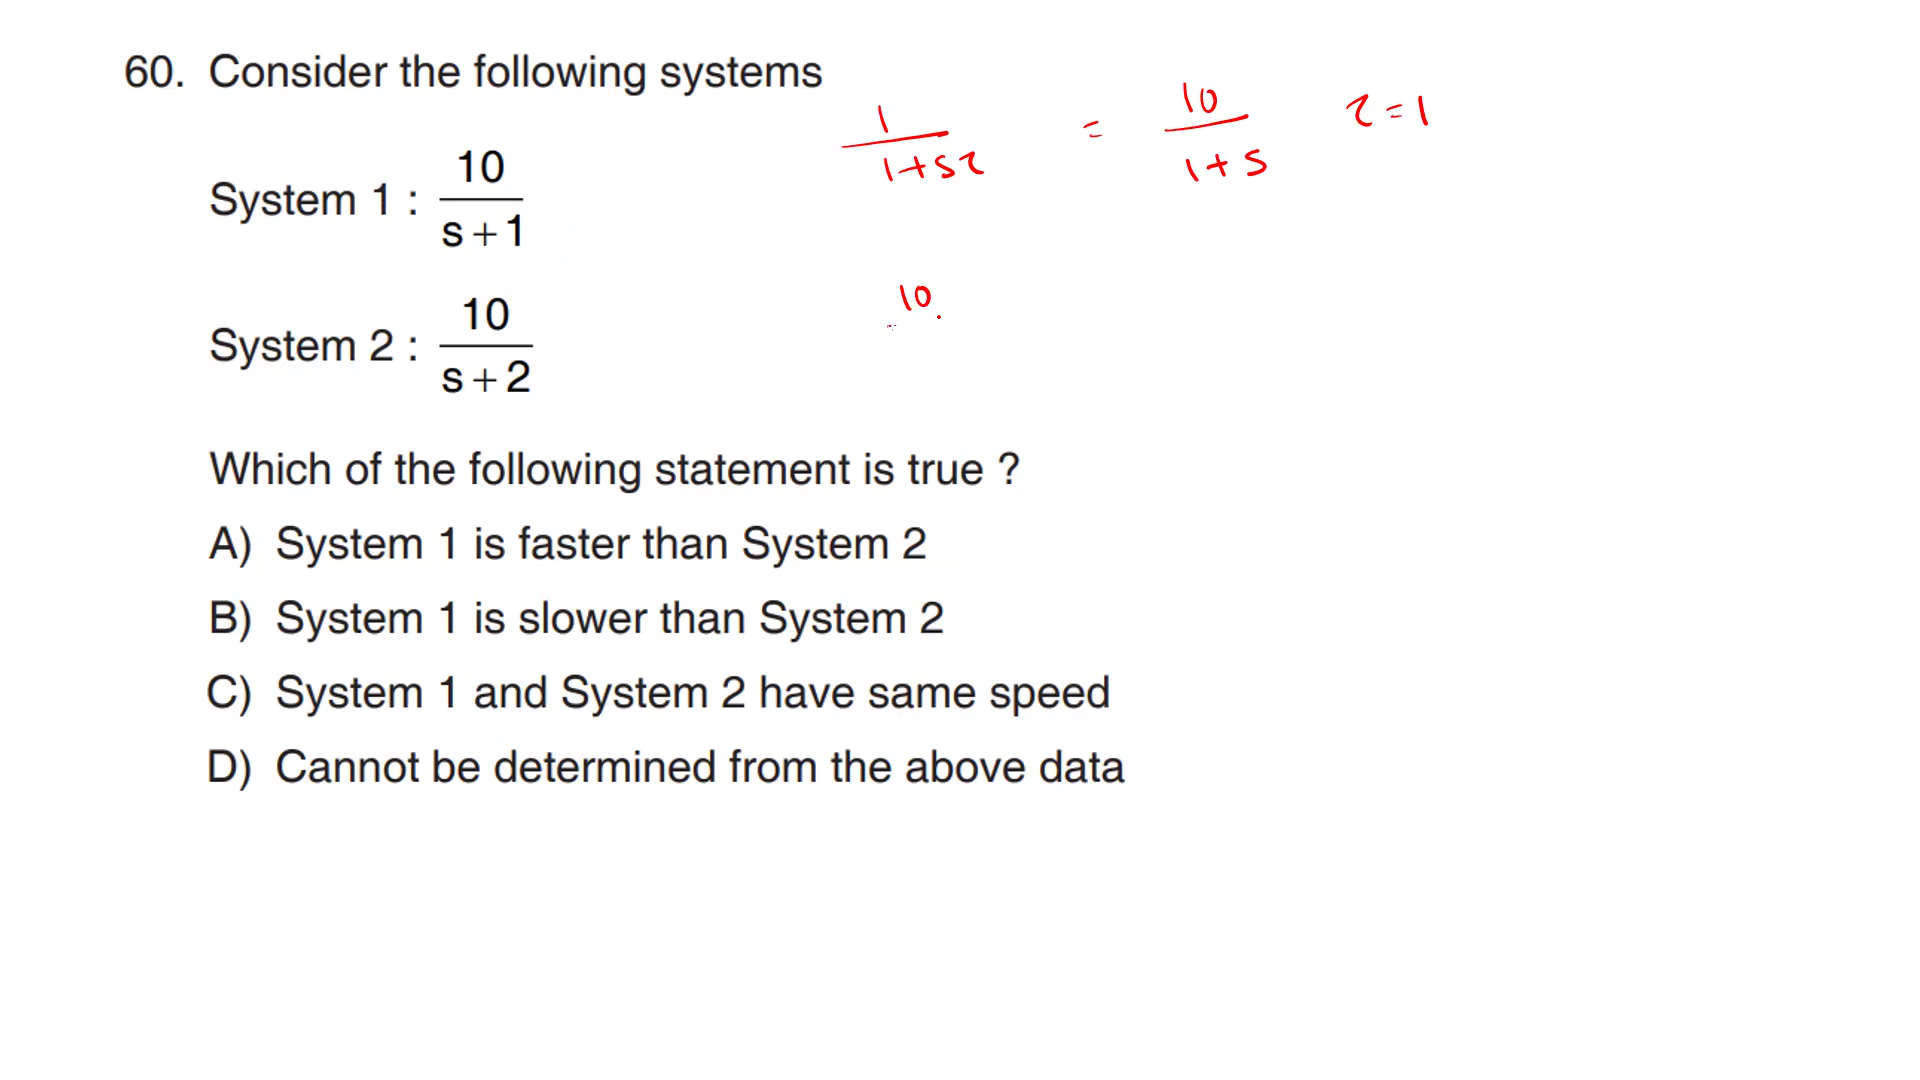 60. Consider the following systems
System 1 : 10 / s + 1
1 / 1 + sτ = 10 / 1 + s τ = 1
System 2 : 10 / s + 2
10
Which of the following statement is true ?
A) System 1 is faster than System 2
B) System 1 is slower than System 2
C) System 1 and System 2 have same speed
D) Cannot be determined from the above data